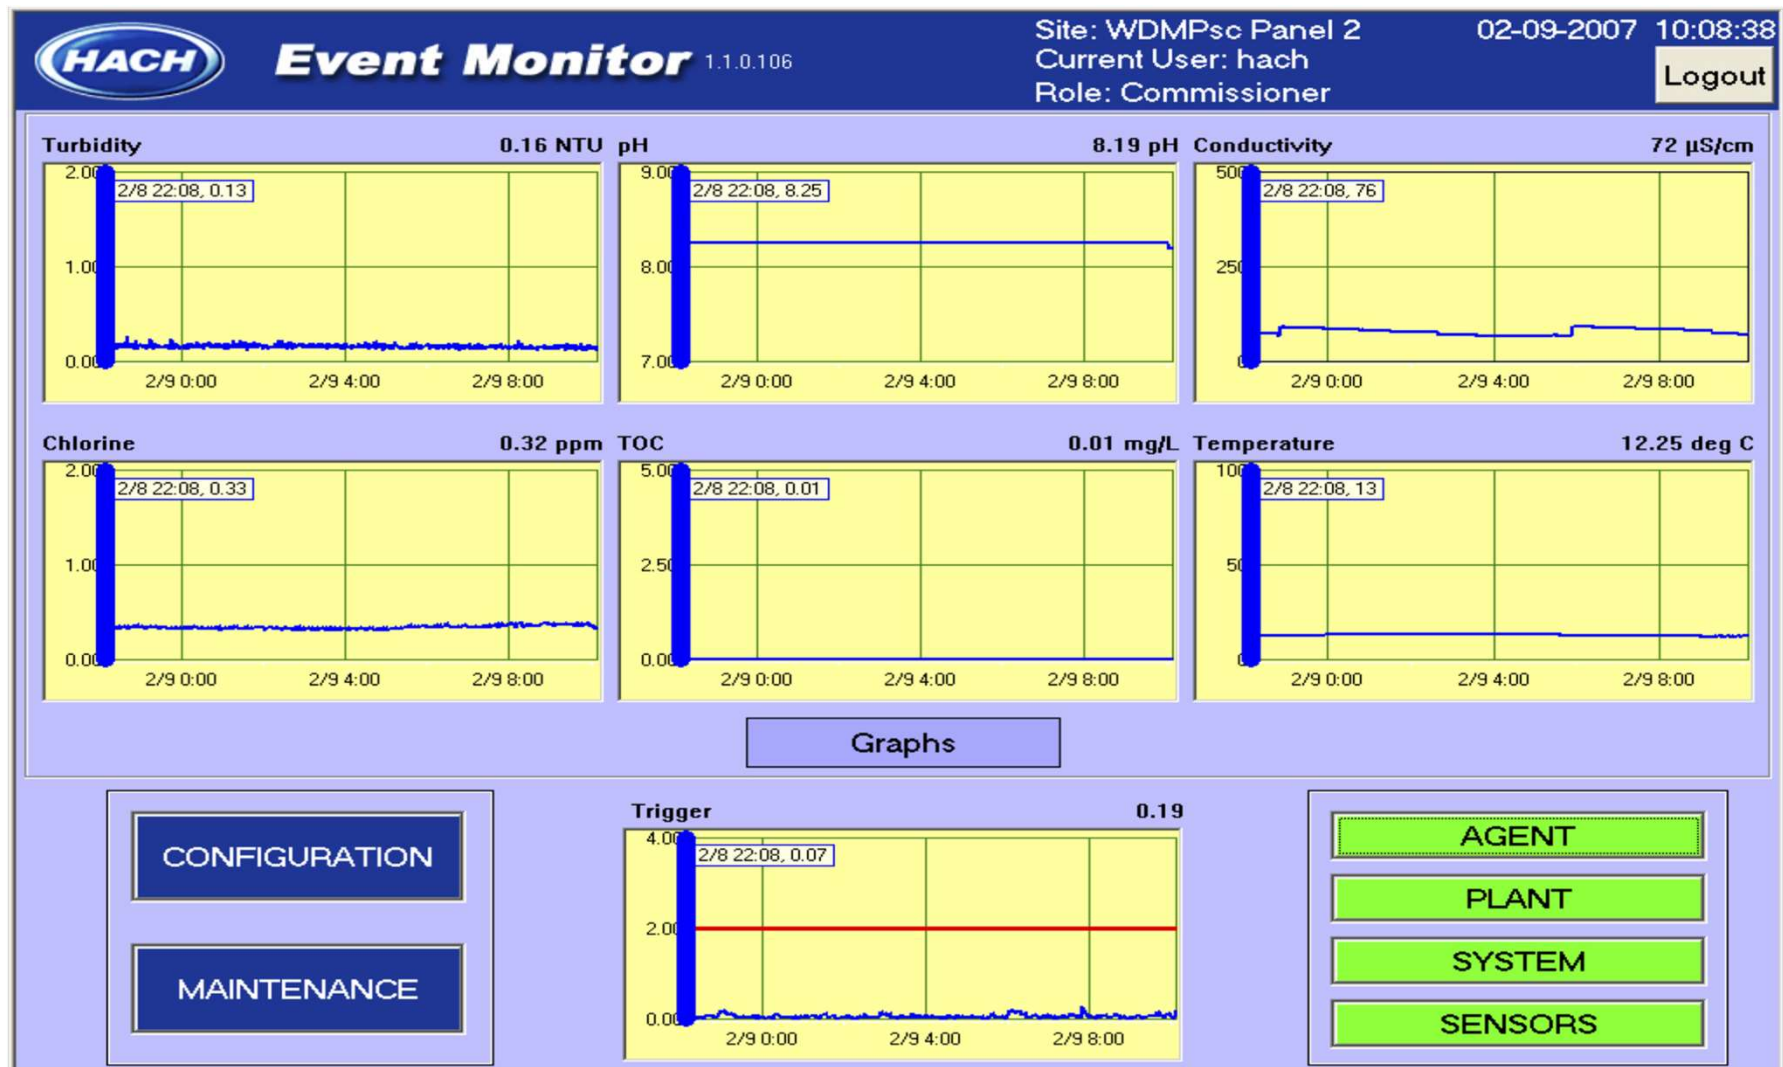 HACH
Event Monitor 1.1.0.106
Site: WDMPsc Panel 2
Current User: hach
Role: Commissioner
02-09-2007 10:08:38
Logout
Turbidity 0.16 NTU
2.00
2/8 22:08, 0.13
1.00
0.00
2/9 0:00 2/9 4:00 2/9 8:00
pH 8.19 pH
9.00
2/8 22:08, 8.25
8.00
7.00
2/9 0:00 2/9 4:00 2/9 8:00
Conductivity 72 µS/cm
500
2/8 22:08, 76
250
0
2/9 0:00 2/9 4:00 2/9 8:00
Chlorine 0.32 ppm
2.00
2/8 22:08, 0.33
1.00
0.00
2/9 0:00 2/9 4:00 2/9 8:00
TOC 0.01 mg/L
5.00
2/8 22:08, 0.01
2.50
0.00
2/9 0:00 2/9 4:00 2/9 8:00
Temperature 12.25 deg C
100
2/8 22:08, 13
50
0
2/9 0:00 2/9 4:00 2/9 8:00
Graphs
CONFIGURATION
MAINTENANCE
Trigger 0.19
4.00
2/8 22:08, 0.07
2.00
0.00
2/9 0:00 2/9 4:00 2/9 8:00
AGENT
PLANT
SYSTEM
SENSORS